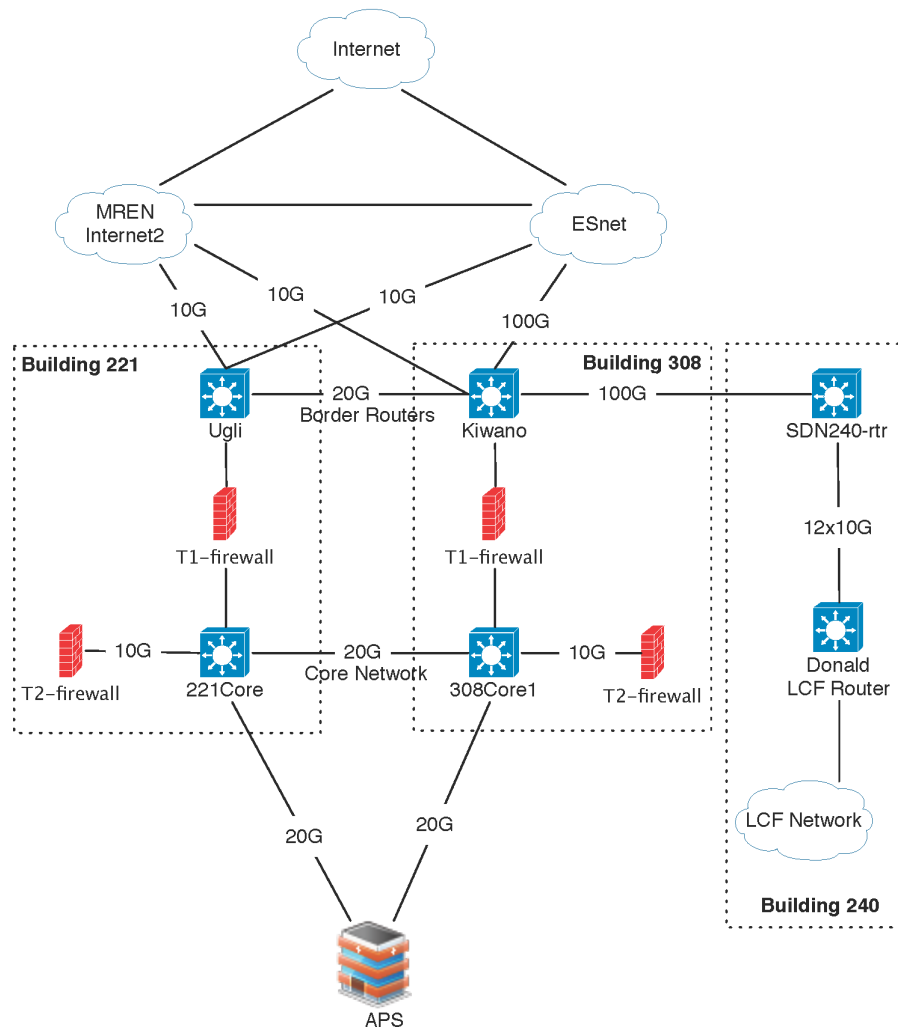 Internet
MREN
Internet2
ESnet
10G
10G
10G
100G
Building 221
Building 308
20G
Border Routers
100G
Ugli
Kiwano
SDN240-rtr
T1-firewall
T1-firewall
12x10G
10G
20G
Core Network
10G
T2-firewall
221Core
308Core1
T2-firewall
Donald
LCF Router
20G
20G
LCF Network
Building 240
APS